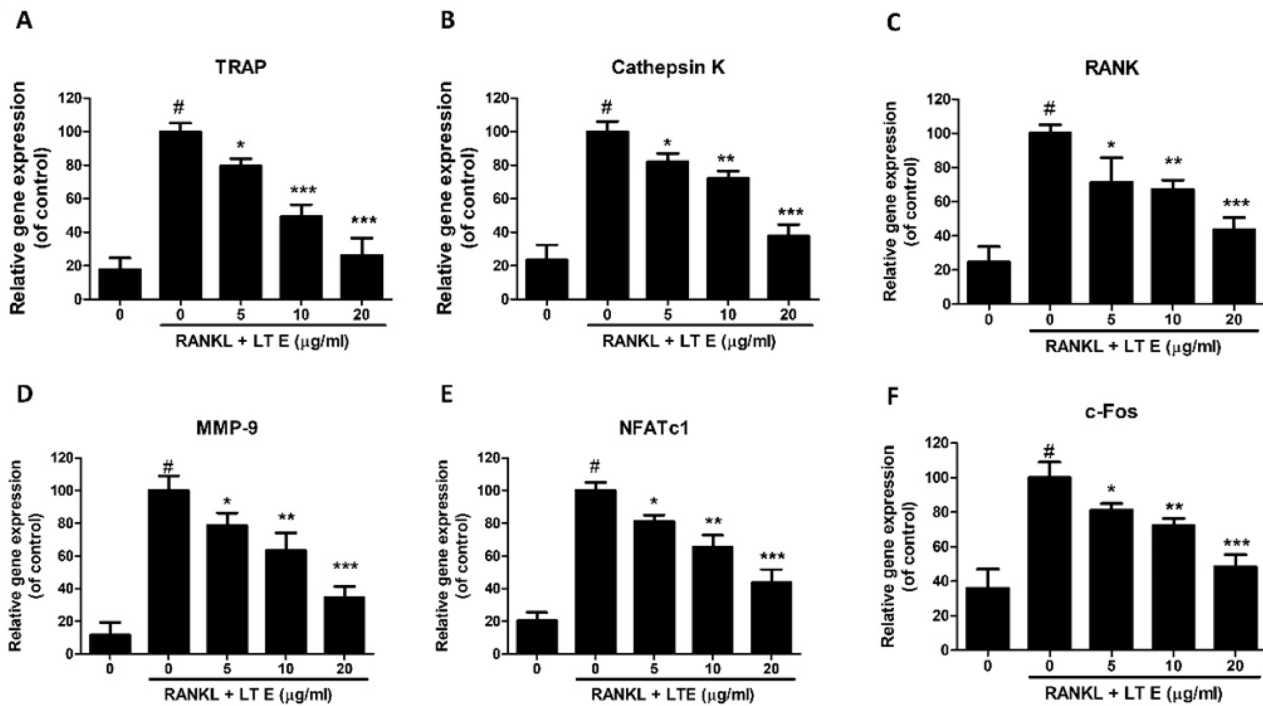 A
TRAP
Relative gene expression
(of control)
120
100
80
60
40
20
0
#
*
***
***
0 0 5 10 20
RANKL + LT E (μg/ml)
B
Cathepsin K
Relative gene expression
(of control)
120
100
80
60
40
20
0
#
*
**
***
0 0 5 10 20
RANKL + LT E (μg/ml)
C
RANK
Relative gene expression
(of control)
120
100
80
60
40
20
0
#
*
**
***
0 0 5 10 20
RANKL + LT E (μg/ml)
D
MMP-9
Relative gene expression
(of control)
120
100
80
60
40
20
0
#
*
**
***
0 0 5 10 20
RANKL + LT E (μg/ml)
E
NFATc1
Relative gene expression
(of control)
120
100
80
60
40
20
0
#
*
**
***
0 0 5 10 20
RANKL + LTE (μg/ml)
F
c-Fos
Relative gene expression
(of control)
120
100
80
60
40
20
0
#
*
**
***
0 0 5 10 20
RANKL + LT E (μg/ml)